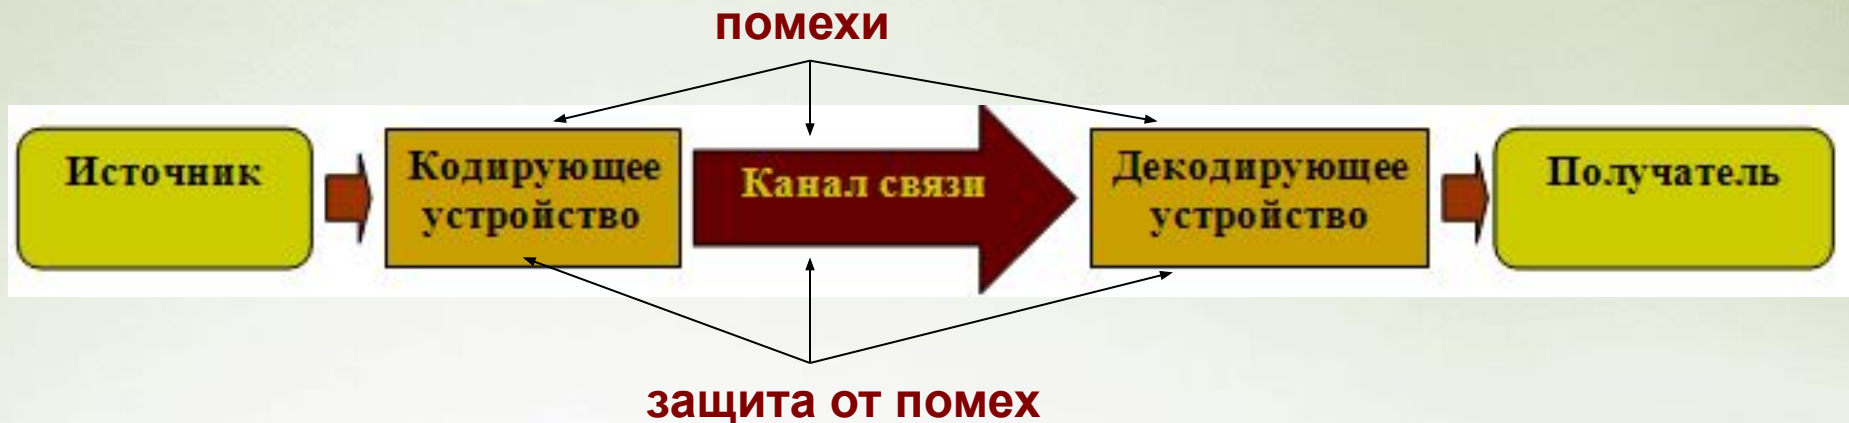 помехи
Источник
Кодирующее
устройство
Канал связи
Декодирующее
устройство
Получатель
защита от помех